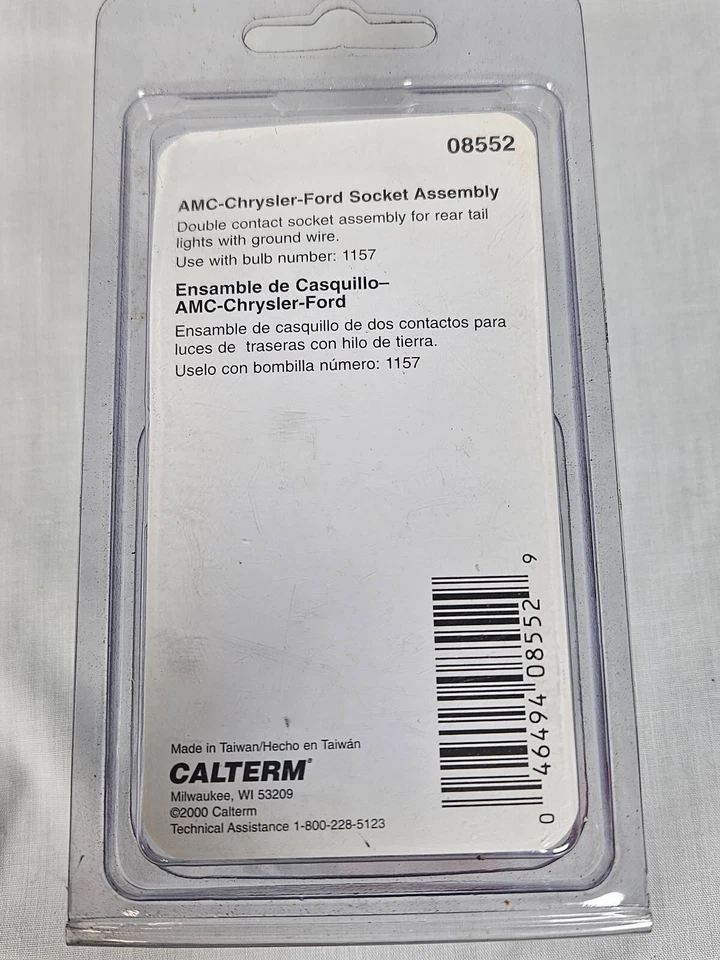 08552
AMC-Chrysler-Ford Socket Assembly
Double contact socket assembly for rear tail
lights with ground wire.
Use with bulb number: 1157
Ensamble de Casquillo–
AMC-Chrysler-Ford
Ensamble de casquillo de dos contactos para
luces de traseras con hilo de tierra.
Uselo con bombilla número: 1157
Made in Taiwan/Hecho en Taiwán
CALTERM®
Milwaukee, WI 53209
©2000 Calterm
Technical Assistance 1-800-228-5123
0 46494 08552 9